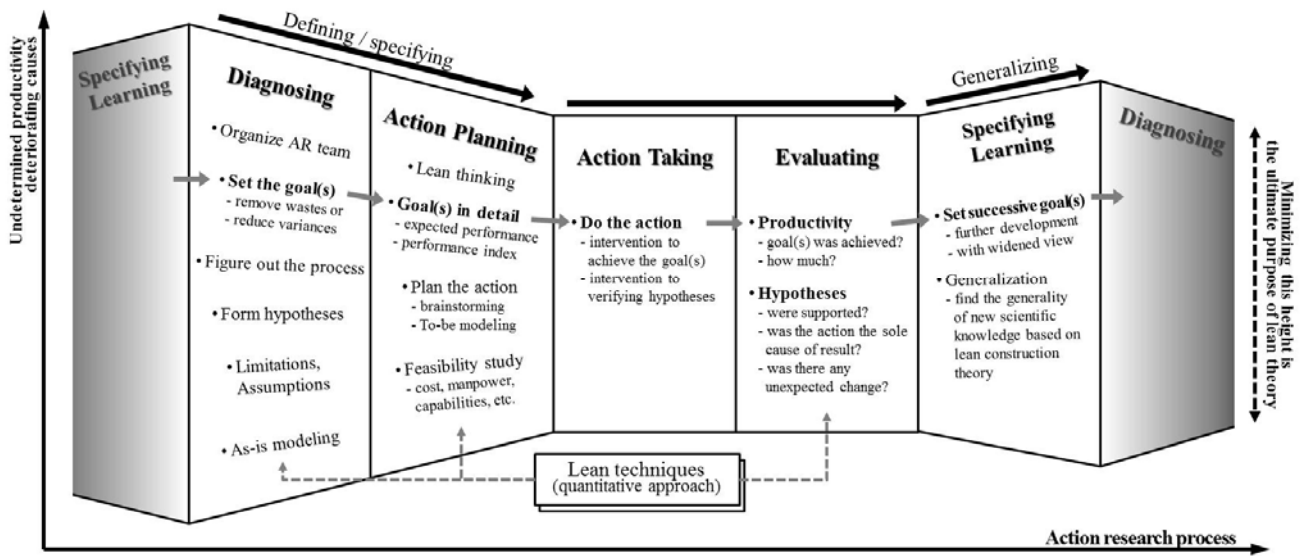 Undetermined productivity
deteriorating causes
Specifying
Learning
Defining / specifying
Diagnosing
• Organize AR team
• Set the goal(s)
- remove wastes or
- reduce variances
• Figure out the process
• Form hypotheses
• Limitations,
Assumptions
• As-is modeling
Action Planning
• Lean thinking
• Goal(s) in detail
- expected performance
- performance index
• Plan the action
- brainstorming
- To-be modeling
• Feasibility study
- cost, manpower,
capabilities, etc.
Action Taking
• Do the action
- intervention to
achieve the goal(s)
- intervention to
verifying hypotheses
Evaluating
• Productivity
- goal(s) was achieved?
- how much?
• Hypotheses
- were supported?
- was the action the sole
cause of result?
- was there any
unexpected change?
Generalizing
Specifying
Learning
• Set successive goal(s)
- further development
- with widened view
• Generalization
- find the generality
of new scientific
knowledge based on
lean construction
theory
Diagnosing
Minimizing this height is
the ultimate purpose of lean theory
Lean techniques
(quantitative approach)
Action research process